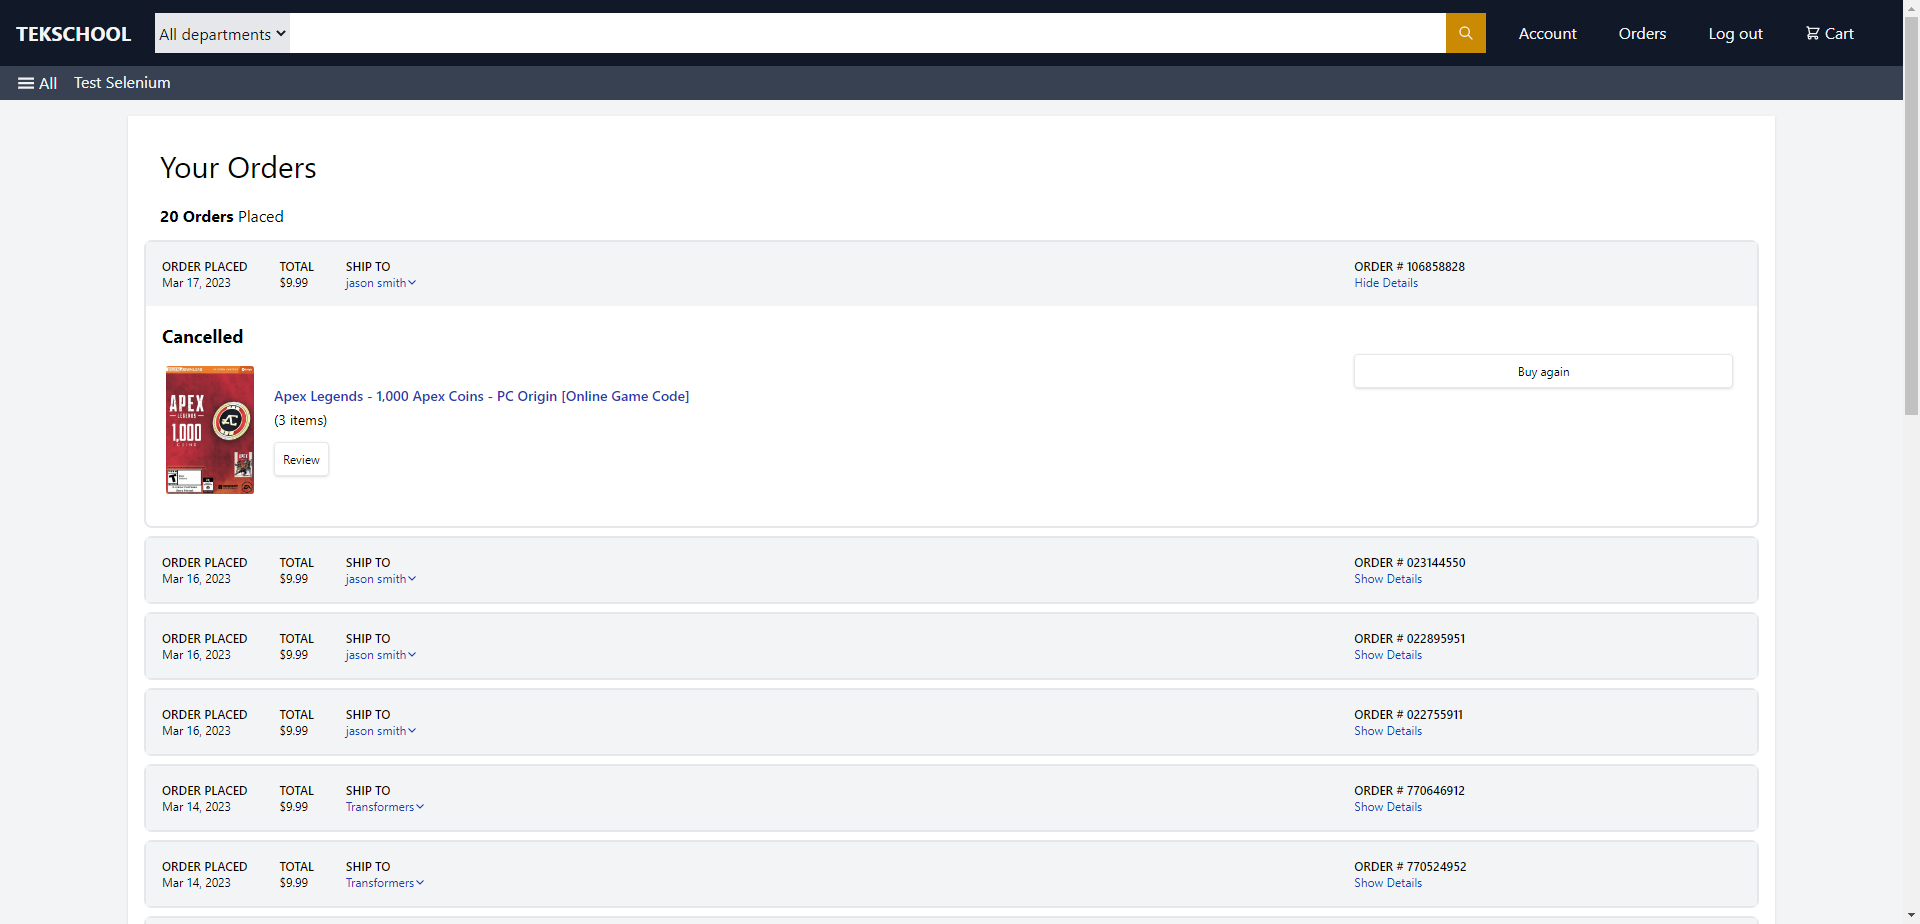 TEKSCHOOL
All departments
Account
Orders
Log out
Cart
All
Test Selenium
Your Orders
20 Orders Placed
ORDER PLACED TOTAL SHIP TO ORDER # 106858828
Mar 17, 2023 $9.99 jason smith Hide Details
Cancelled
Buy again
APEX
LEGENDS
1,000
COINS
Apex Legends - 1,000 Apex Coins - PC Origin [Online Game Code]
(3 items)
Review
ORDER PLACED TOTAL SHIP TO ORDER # 023144550
Mar 16, 2023 $9.99 jason smith Show Details
ORDER PLACED TOTAL SHIP TO ORDER # 022895951
Mar 16, 2023 $9.99 jason smith Show Details
ORDER PLACED TOTAL SHIP TO ORDER # 022755911
Mar 16, 2023 $9.99 jason smith Show Details
ORDER PLACED TOTAL SHIP TO ORDER # 770646912
Mar 14, 2023 $9.99 Transformers Show Details
ORDER PLACED TOTAL SHIP TO ORDER # 770524952
Mar 14, 2023 $9.99 Transformers Show Details